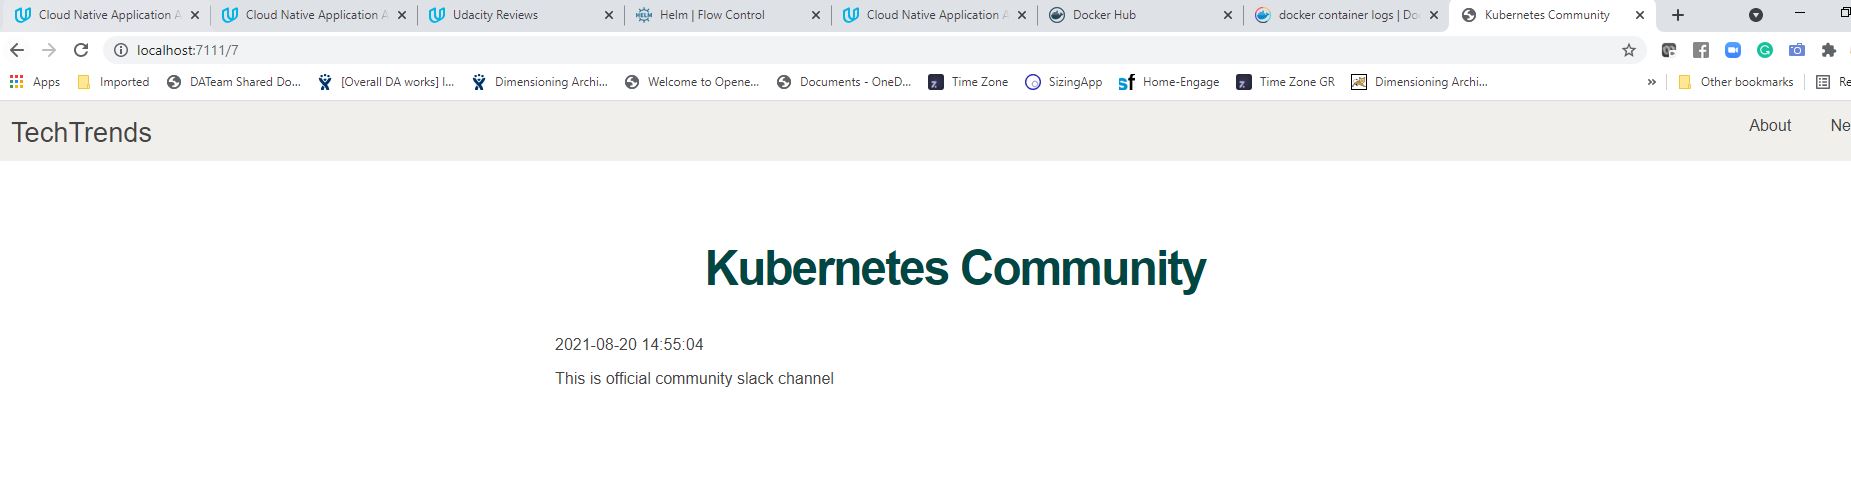 Cloud Native Application A Cloud Native Application A Udacity Reviews Helm | Flow Control Cloud Native Application A Docker Hub docker container logs | Doc Kubernetes Community
localhost:7111/7
Apps Imported DATeam Shared Do... [Overall DA works] I... Dimensioning Archi... Welcome to Opene... Documents - OneD... Time Zone SizingApp Home-Engage Time Zone GR Dimensioning Archi... » Other bookmarks Re
TechTrends About Ne
Kubernetes Community
2021-08-20 14:55:04
This is official community slack channel